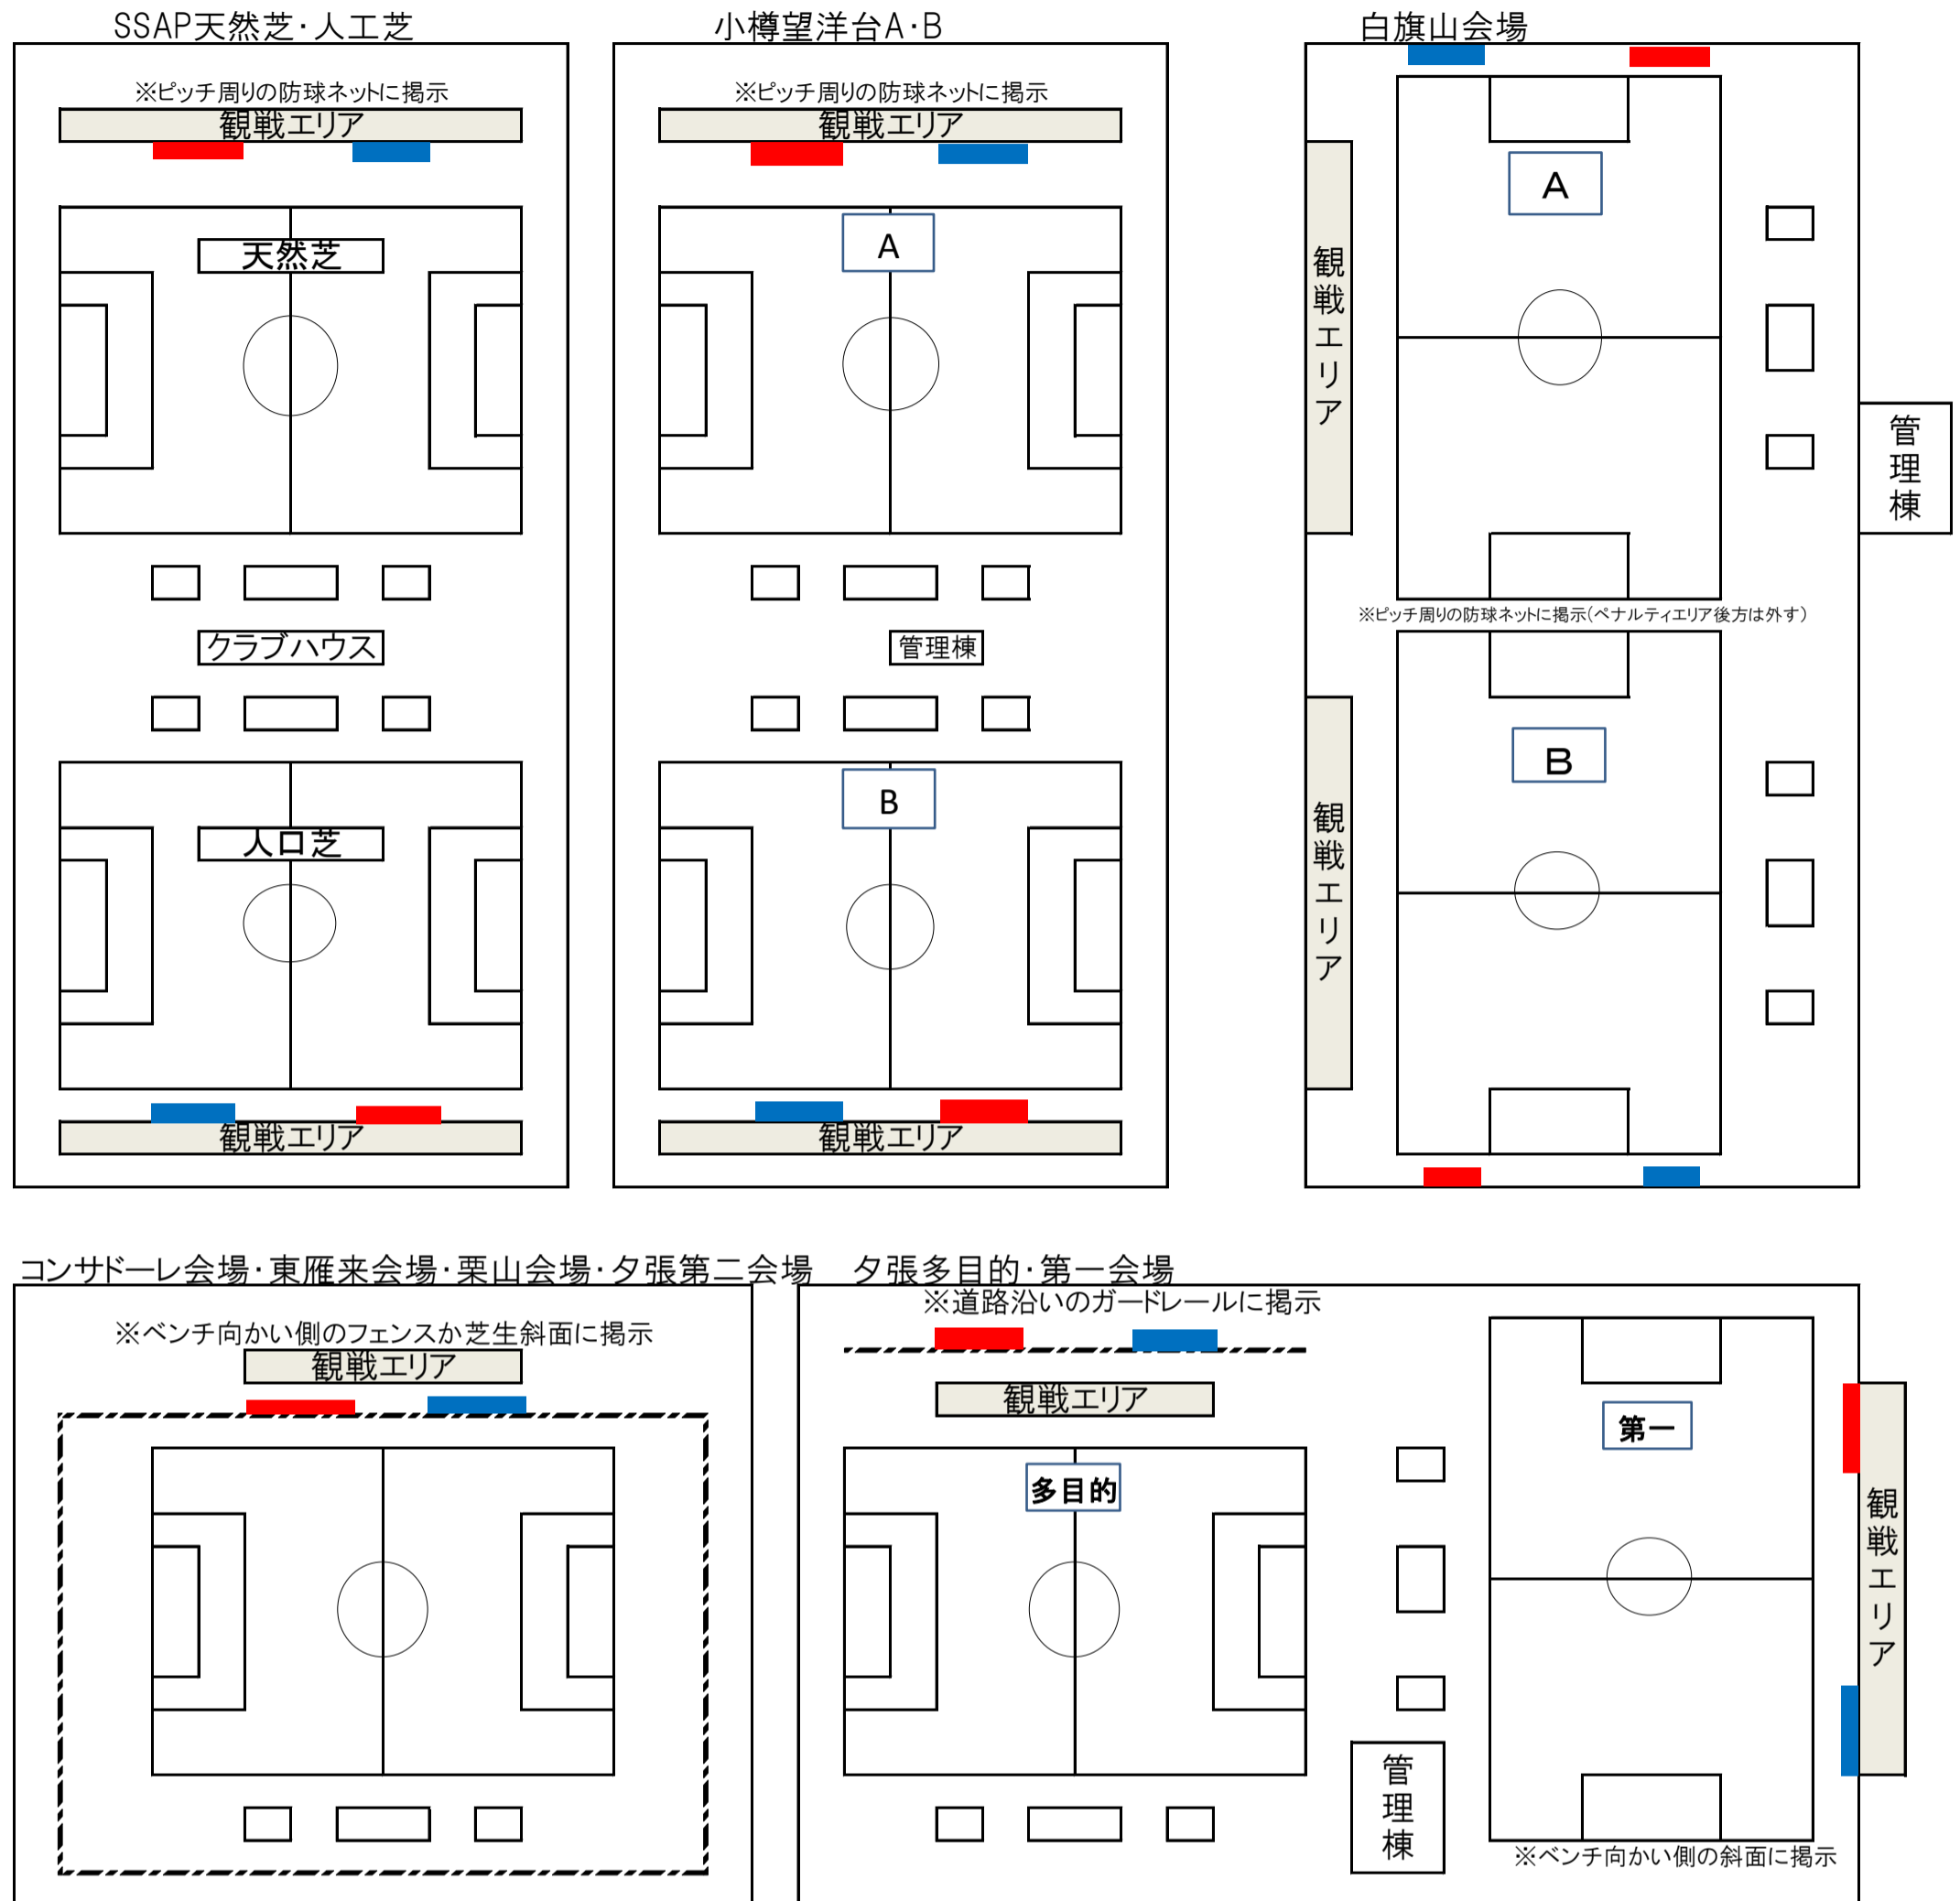 SSAP天然芝・人工芝
※ピッチ周りの防球ネットに掲示
観戦エリア
天然芝
クラブハウス
人口芝
観戦エリア
小樽望洋台A・B
※ピッチ周りの防球ネットに掲示
観戦エリア
A
管理棟
B
観戦エリア
白旗山会場
A
観戦エリア
管理棟
※ピッチ周りの防球ネットに掲示(ペナルティエリア後方は外す)
B
観戦エリア
コンサドーレ会場・東雁来会場・栗山会場・夕張第二会場
※ベンチ向かい側のフェンスか芝生斜面に掲示
観戦エリア
夕張多目的・第一会場
※道路沿いのガードレールに掲示
観戦エリア
多目的
第一
観戦エリア
管理棟
※ベンチ向かい側の斜面に掲示